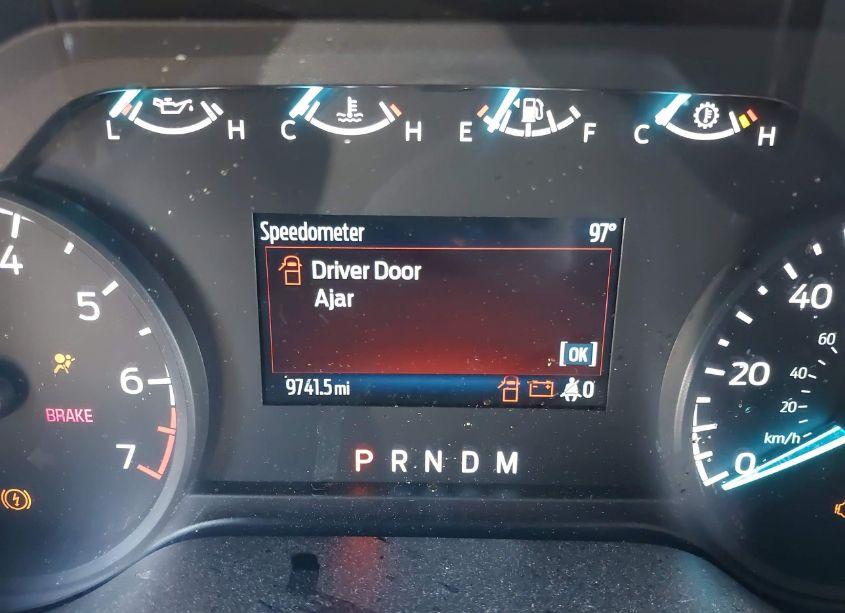 L H C H E F C H
Speedometer 97°
Driver Door
Ajar
[OK]
9741.5 mi 0
4
5
6
7
BRAKE
P R N D M
40
20
0
60
40
20
km/h